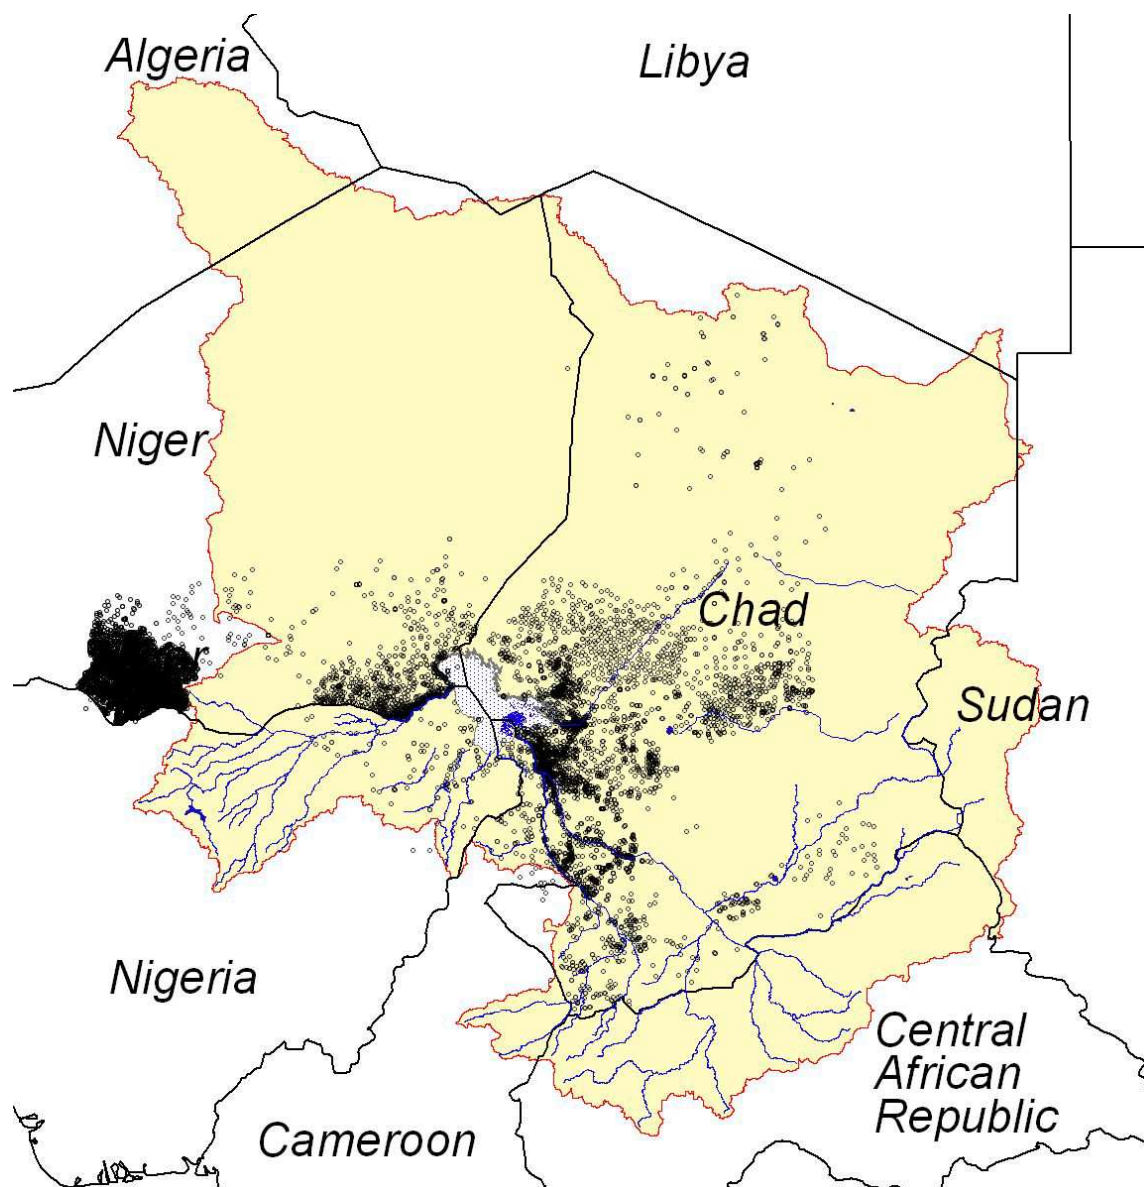 Algeria
Libya
Niger
Chad
Sudan
Nigeria
Central
African
Republic
Cameroon